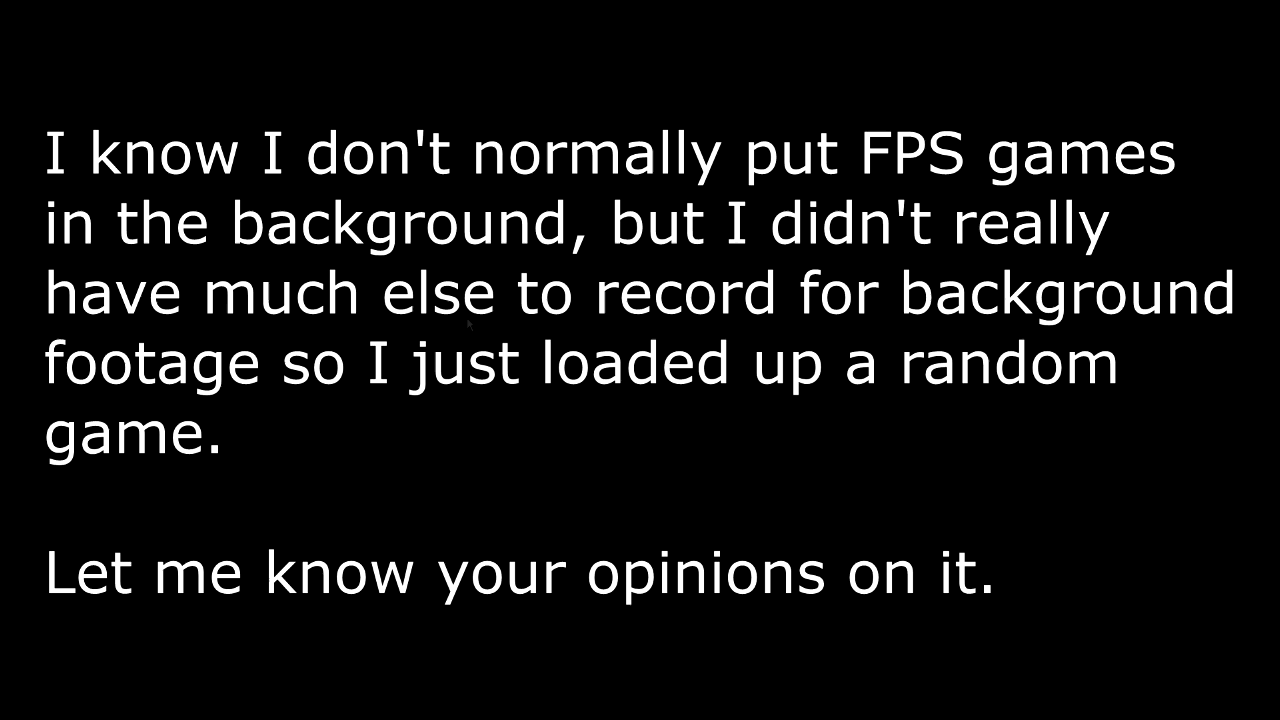 I know I don't normally put FPS games
in the background, but I didn't really
have much else to record for background
footage so I just loaded up a random
game.
Let me know your opinions on it.